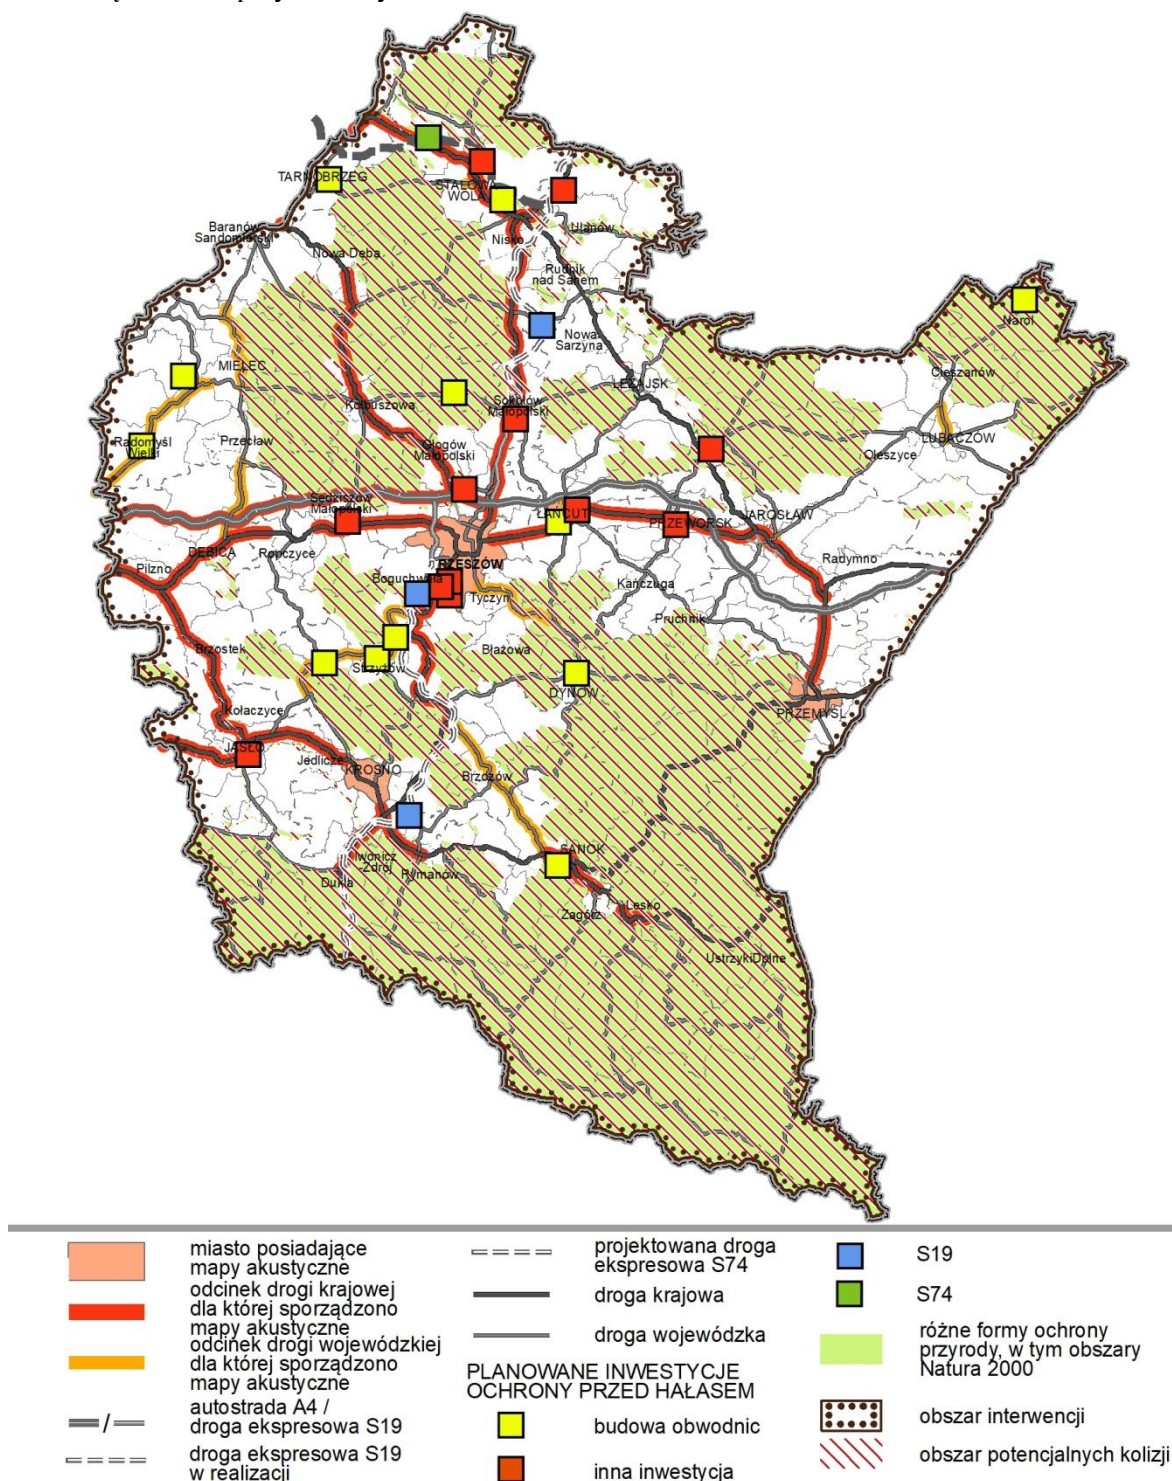 TARNOBRZEG
STALOWA
WOLA
Baranów
Sandomierski
Nowa Dęba
Nisko
Ulanów
Rudnik
nad Sanem
Nowa
Sarzyna
Narol
Cieszanów
MIELEC
LEŻAJSK
Kolbuszowa
Sokołów
Małopolski
Radomyśl
Wielki
Przecław
Głogów
Małopolski
LUBACZÓW
Oleszyce
Sędziszów
Małopolski
ŁAŃCUT
PRZEWORSK
JAROSŁAW
DĘBICA
Ropczyce
RZESZÓW
Radymno
Pilzno
Boguchwała
Tyczyn
Kańczuga
Pruchnik
Brzostek
Strzyżów
Błażowa
DYNÓW
PRZEMYŚL
Kołaczyce
JASŁO
Jedlicze
KROSNO
Brzozów
Iwonicz
Zdrój
Rymanów
SANOK
Dukla
Zagórz
Lesko
UstrzykiDolne
miasto posiadające
mapy akustyczne
odcinek drogi krajowej
dla której sporządzono
mapy akustyczne
odcinek drogi wojewódzkiej
dla której sporządzono
mapy akustyczne
autostrada A4 /
droga ekspresowa S19
droga ekspresowa S19
w realizacji
projektowana droga
ekspresowa S74
droga krajowa
droga wojewódzka
PLANOWANE INWESTYCJE
OCHRONY PRZED HAŁASEM
budowa obwodnic
inna inwestycja
S19
S74
różne formy ochrony
przyrody, w tym obszary
Natura 2000
obszar interwencji
obszar potencjalnych kolizji